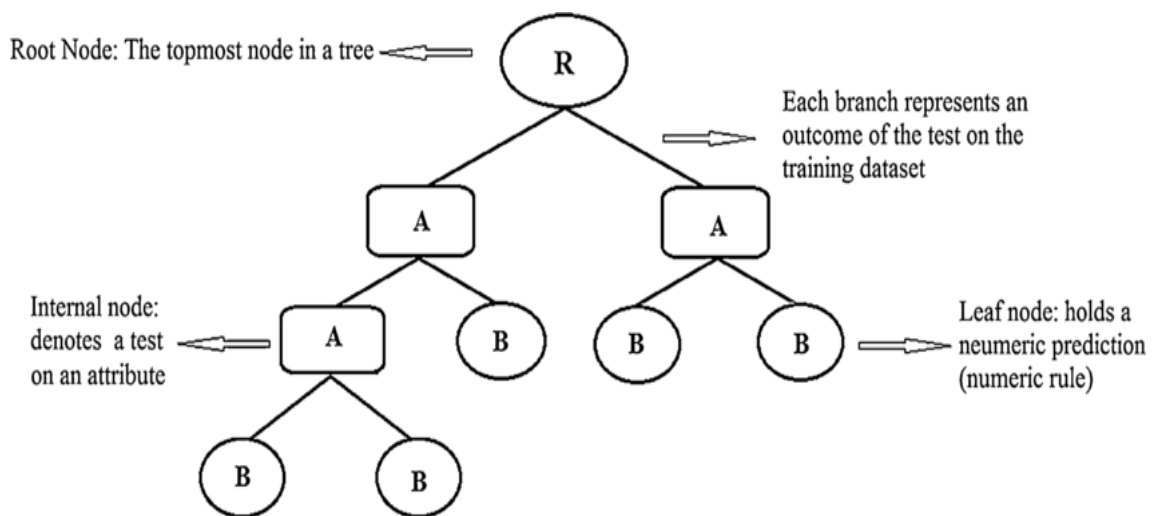 Root Node: The topmost node in a tree
R
Each branch represents an
outcome of the test on the
training dataset
A
A
Internal node:
denotes a test
on an attribute
A
B
B
B
Leaf node: holds a
neumeric prediction
(numeric rule)
B
B